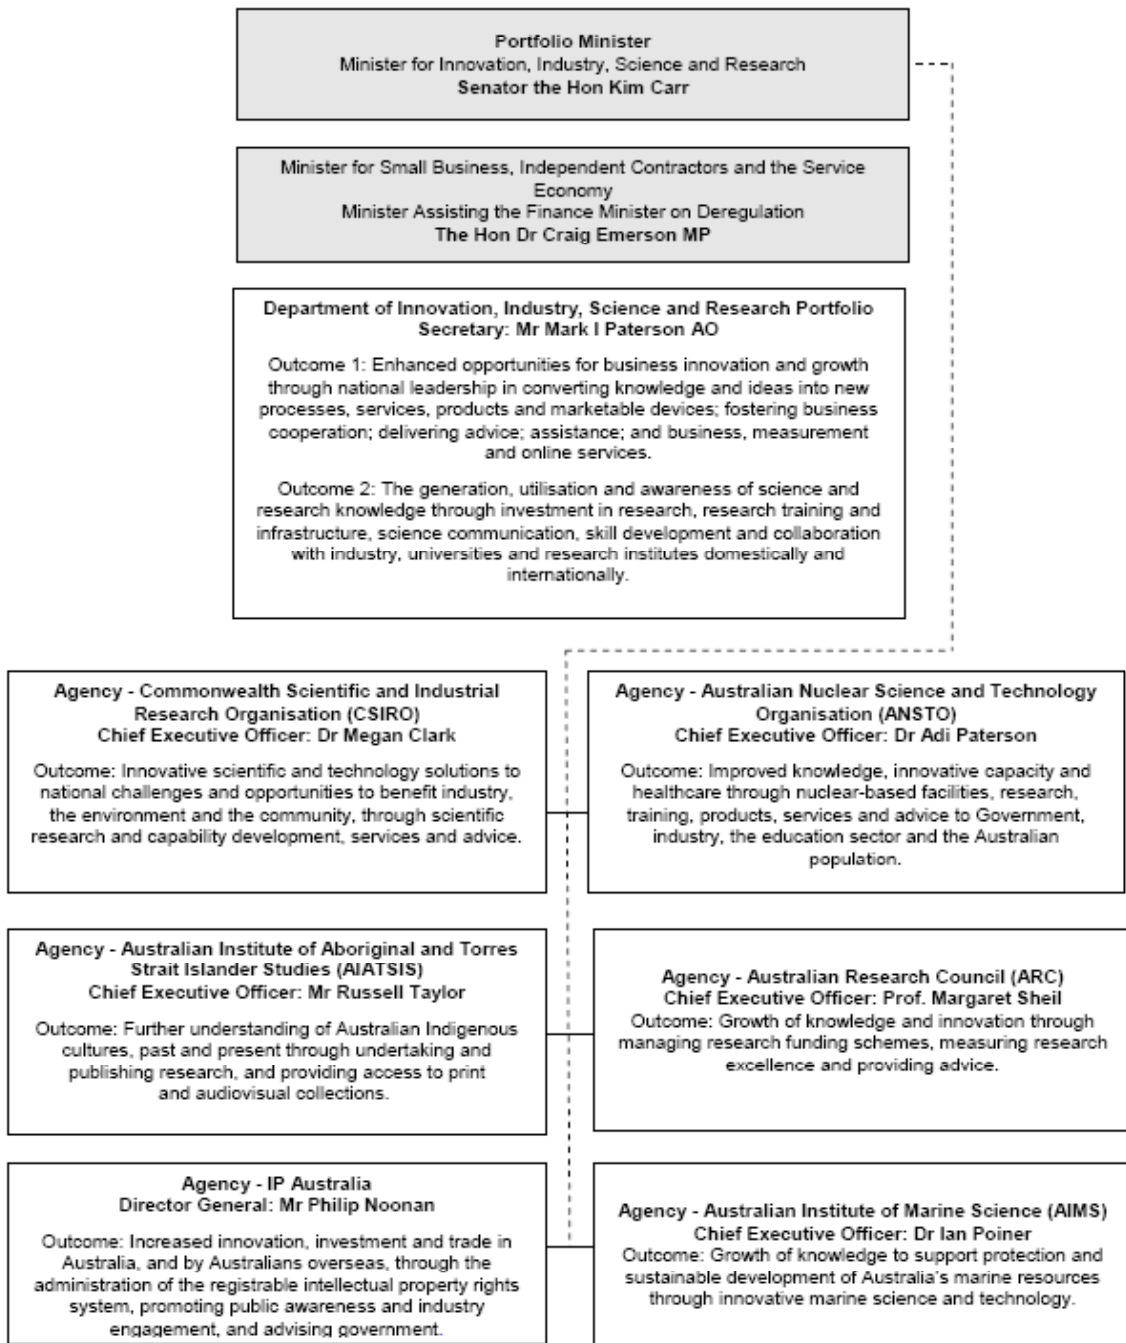 Portfolio Minister
Minister for Innovation, Industry, Science and Research
Senator the Hon Kim Carr
Minister for Small Business, Independent Contractors and the Service
Economy
Minister Assisting the Finance Minister on Deregulation
The Hon Dr Craig Emerson MP
Department of Innovation, Industry, Science and Research Portfolio
Secretary: Mr Mark I Paterson AO
Outcome 1: Enhanced opportunities for business innovation and growth
through national leadership in converting knowledge and ideas into new
processes, services, products and marketable devices; fostering business
cooperation; delivering advice; assistance; and business, measurement
and online services.
Outcome 2: The generation, utilisation and awareness of science and
research knowledge through investment in research, research training and
infrastructure, science communication, skill development and collaboration
with industry, universities and research institutes domestically and
internationally.
Agency - Commonwealth Scientific and Industrial
Research Organisation (CSIRO)
Chief Executive Officer: Dr Megan Clark
Outcome: Innovative scientific and technology solutions to
national challenges and opportunities to benefit industry,
the environment and the community, through scientific
research and capability development, services and advice.
Agency - Australian Nuclear Science and Technology
Organisation (ANSTO)
Chief Executive Officer: Dr Adi Paterson
Outcome: Improved knowledge, innovative capacity and
healthcare through nuclear-based facilities, research,
training, products, services and advice to Government,
industry, the education sector and the Australian
population.
Agency - Australian Institute of Aboriginal and Torres
Strait Islander Studies (AIATSIS)
Chief Executive Officer: Mr Russell Taylor
Outcome: Further understanding of Australian Indigenous
cultures, past and present through undertaking and
publishing research, and providing access to print
and audiovisual collections.
Agency - Australian Research Council (ARC)
Chief Executive Officer: Prof. Margaret Sheil
Outcome: Growth of knowledge and innovation through
managing research funding schemes, measuring research
excellence and providing advice.
Agency - IP Australia
Director General: Mr Philip Noonan
Outcome: Increased innovation, investment and trade in
Australia, and by Australians overseas, through the
administration of the registrable intellectual property rights
system, promoting public awareness and industry
engagement, and advising government.
Agency - Australian Institute of Marine Science (AIMS)
Chief Executive Officer: Dr Ian Poiner
Outcome: Growth of knowledge to support protection and
sustainable development of Australia's marine resources
through innovative marine science and technology.